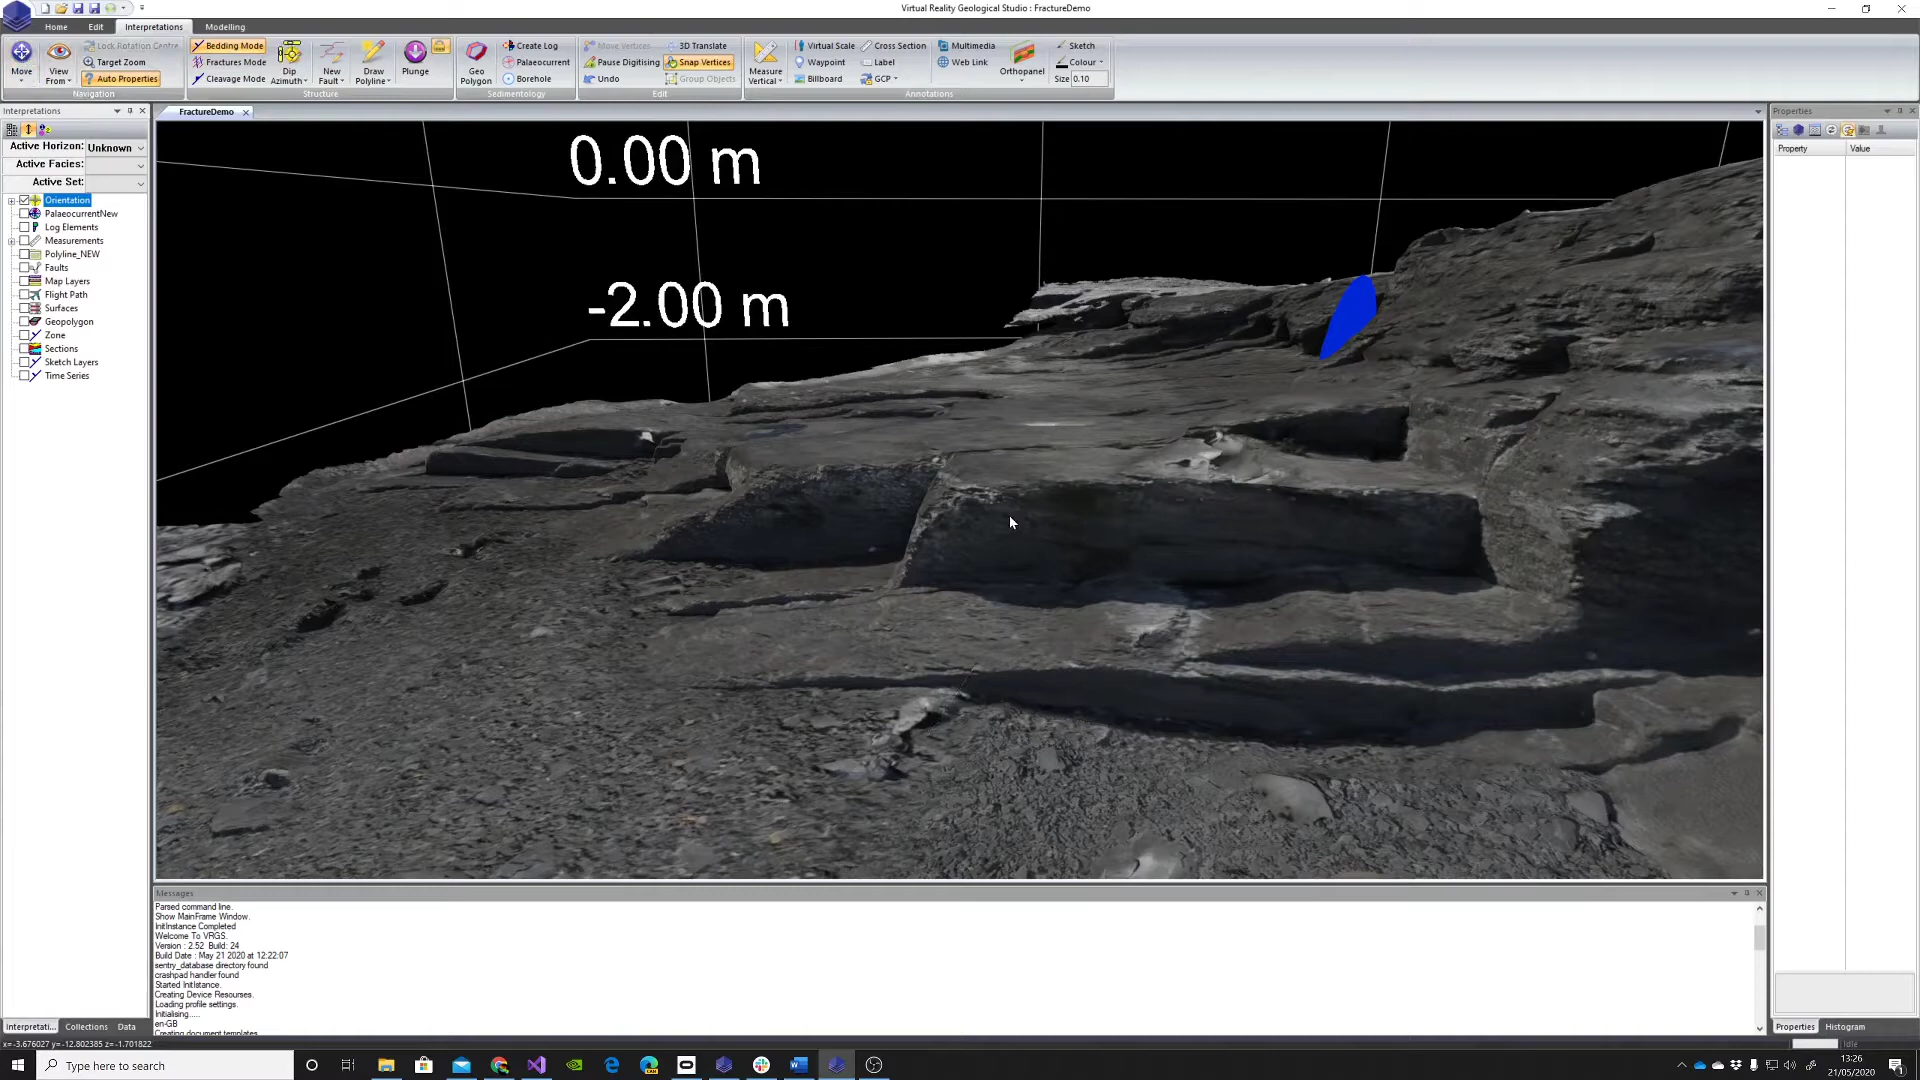 Virtual Reality Geological Studio : FractureDemo
Home Edit Interpretations Modelling
Move
View From
Lock Rotation Centre
Target Zoom
Auto Properties
Navigation
Bedding Mode
Fractures Mode
Cleavage Mode
Dip Azimuth
New Fault
Draw Polyline
Plunge
Structure
Geo Polygon
Create Log
Palaeocurrent
Borehole
Sedimentology
Move Vertices
Pause Digitising
Undo
3D Translate
Snap Vertices
Group Objects
Edit
Measure Vertical
Virtual Scale
Waypoint
Billboard
Cross Section
Label
GCP
Multimedia
Web Link
Orthopanel
Sketch
Colour
Size 0.10
Annotations
Interpretations
Active Horizon: Unknown
Active Facies:
Active Set:
Orientation
PalaeocurrentNew
Log Elements
Measurements
Polyline_NEW
Faults
Map Layers
Flight Path
Surfaces
Geopolygon
Zone
Sections
Sketch Layers
Time Series
Interpretati... Collections Data
FractureDemo
0.00 m
-2.00 m
Messages
Parsed command line.
Show MainFrame Window.
InitInstance Completed
Welcome To VRGS.
Version : 2.52 Build: 24
Build Date : May 21 2020 at 12:22:07
sentry_database directory found
crashpad handler found
Started InitInstance.
Creating Device Resourses.
Loading profile settings.
Initialising.....
en-GB
Creating document templates
Properties
Property Value
Properties Histogram
x=-3.676027 y=-12.802385 z=-1.701822
Idle
Type here to search
13:26
21/05/2020